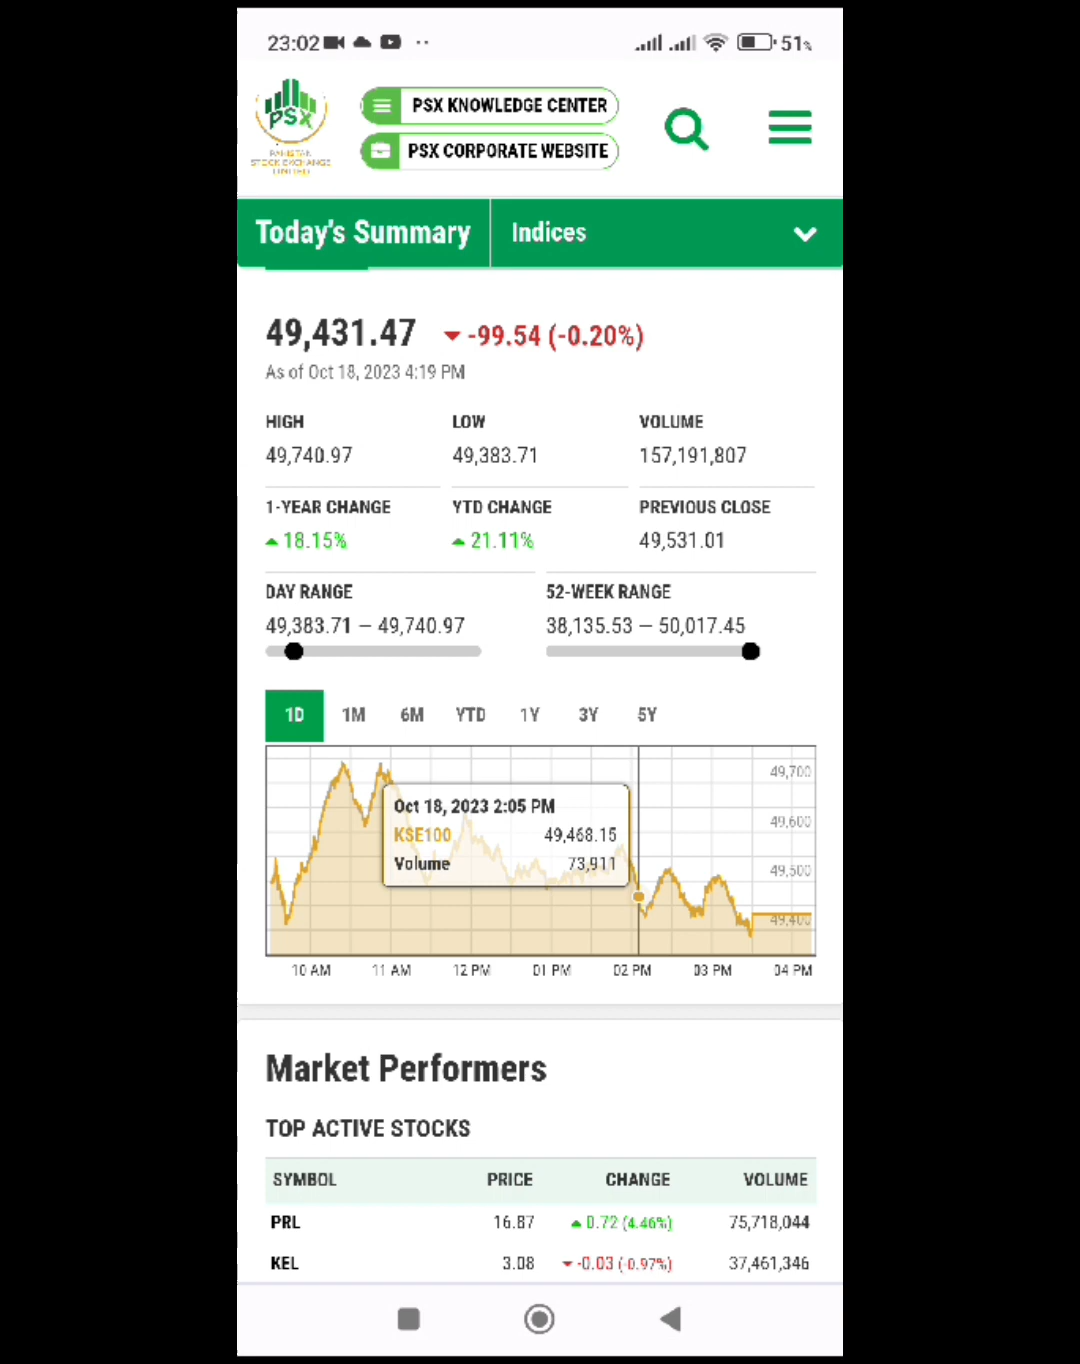 23:02
51%
PSX
PAKISTAN
STOCK EXCHANGE
LIMITED
PSX KNOWLEDGE CENTER
PSX CORPORATE WEBSITE
Today's Summary
Indices
49,431.47 -99.54 (-0.20%)
As of Oct 18, 2023 4:19 PM
HIGH LOW VOLUME
49,740.97 49,383.71 157,191,807
1-YEAR CHANGE YTD CHANGE PREVIOUS CLOSE
18.15% 21.11% 49,531.01
DAY RANGE 52-WEEK RANGE
49,383.71 — 49,740.97 38,135.53 — 50,017.45
1D 1M 6M YTD 1Y 3Y 5Y
49,700
Oct 18, 2023 2:05 PM
KSE100 49,468.15
49,600
Volume 73,911
49,500
49,400
10 AM 11 AM 12 PM 01 PM 02 PM 03 PM 04 PM
Market Performers
TOP ACTIVE STOCKS
SYMBOL PRICE CHANGE VOLUME
PRL 16.87 0.72 (4.46%) 75,718,044
KEL 3.08 -0.03 (-0.97%) 37,461,346